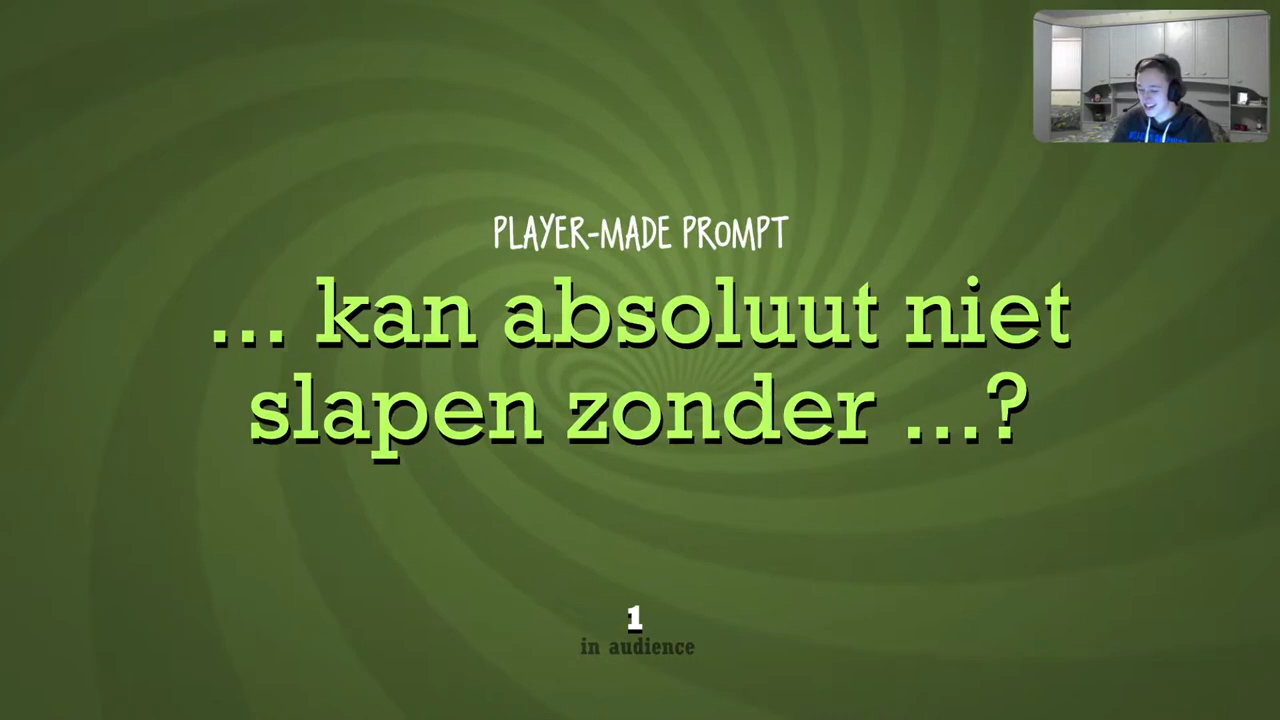 PLAYER-MADE PROMPT
... kan absoluut niet
slapen zonder ...?
1
in audience